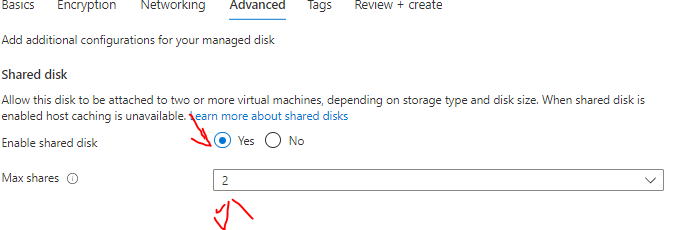 Basics Encryption Networking Advanced Tags Review + create
Add additional configurations for your managed disk
Shared disk
Allow this disk to be attached to two or more virtual machines, depending on storage type and disk size. When shared disk is
enabled host caching is unavailable. Learn more about shared disks
Enable shared disk Yes No
Max shares 2